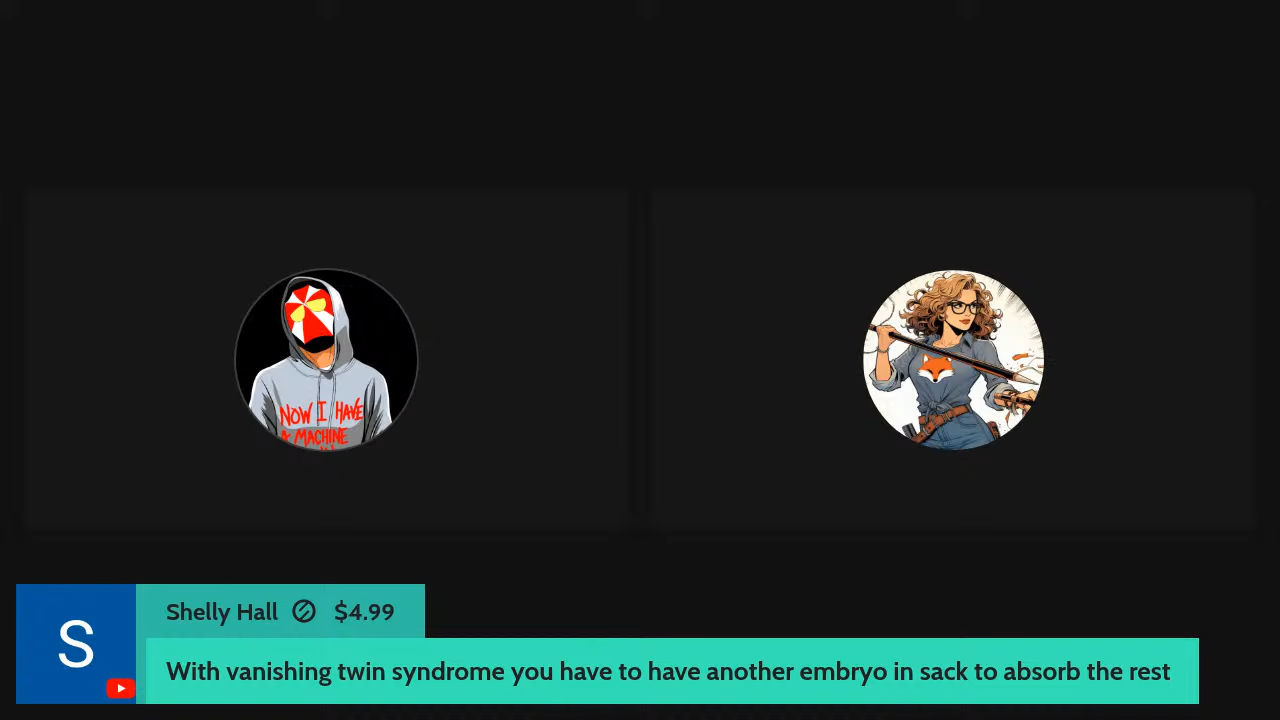 NOW I HAVE
A MACHINE
S
Shelly Hall $4.99
With vanishing twin syndrome you have to have another embryo in sack to absorb the rest